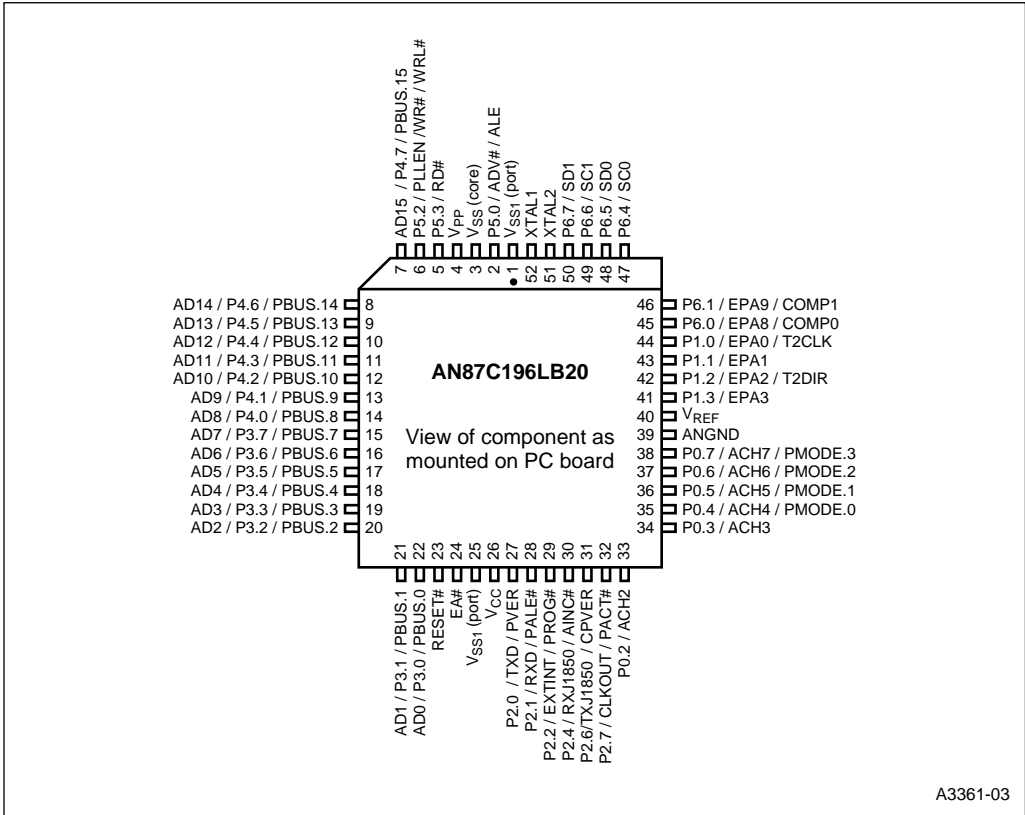 AD15 / P4.7 / PBUS.15
P5.2 / PLLEN /WR# / WRL#
P5.3 / RD#
VPP
VSS (core)
P5.0 / ADV# / ALE
VSS1 (port)
XTAL1
XTAL2
P6.7 / SD1
P6.6 / SC1
P6.5 / SD0
P6.4 / SC0
7 6 5 4 3 2 1 52 51 50 49 48 47
AD14 / P4.6 / PBUS.14 8
AD13 / P4.5 / PBUS.13 9
AD12 / P4.4 / PBUS.12 10
AD11 / P4.3 / PBUS.11 11
AD10 / P4.2 / PBUS.10 12
AD9 / P4.1 / PBUS.9 13
AD8 / P4.0 / PBUS.8 14
AD7 / P3.7 / PBUS.7 15
AD6 / P3.6 / PBUS.6 16
AD5 / P3.5 / PBUS.5 17
AD4 / P3.4 / PBUS.4 18
AD3 / P3.3 / PBUS.3 19
AD2 / P3.2 / PBUS.2 20
AN87C196LB20
View of component as
mounted on PC board
46 P6.1 / EPA9 / COMP1
45 P6.0 / EPA8 / COMP0
44 P1.0 / EPA0 / T2CLK
43 P1.1 / EPA1
42 P1.2 / EPA2 / T2DIR
41 P1.3 / EPA3
40 VREF
39 ANGND
38 P0.7 / ACH7 / PMODE.3
37 P0.6 / ACH6 / PMODE.2
36 P0.5 / ACH5 / PMODE.1
35 P0.4 / ACH4 / PMODE.0
34 P0.3 / ACH3
21 22 23 24 25 26 27 28 29 30 31 32 33
AD1 / P3.1 / PBUS.1
AD0 / P3.0 / PBUS.0
RESET#
EA#
VSS1 (port)
VCC
P2.0 / TXD / PVER
P2.1 / RXD / PALE#
P2.2 / EXTINT / PROG#
P2.4 / RXJ1850 / AINC#
P2.6/TXJ1850 / CPVER
P2.7 / CLKOUT / PACT#
P0.2 / ACH2
A3361-03